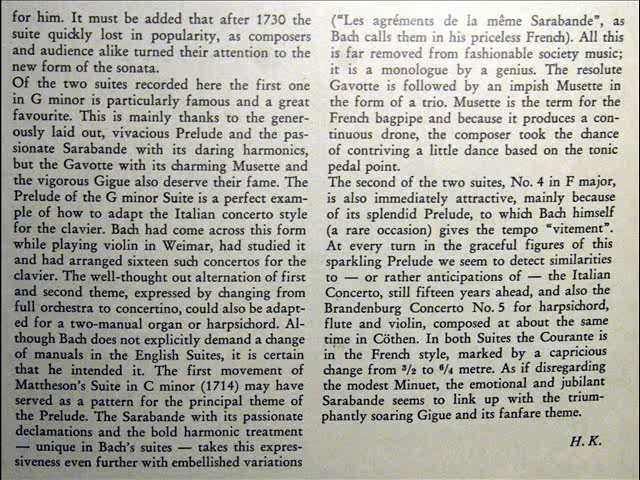 for him. It must be added that after 1730 the
suite quickly lost in popularity, as composers
and audience alike turned their attention to the
new form of the sonata.
Of the two suites recorded here the first one
in G minor is particularly famous and a great
favourite. This is mainly thanks to the gener-
ously laid out, vivacious Prelude and the pas-
sionate Sarabande with its daring harmonics,
but the Gavotte with its charming Musette and
the vigorous Gigue also deserve their fame. The
Prelude of the G minor Suite is a perfect exam-
ple of how to adapt the Italian concerto style
for the clavier. Bach had come across this form
while playing violin in Weimar, had studied it
and had arranged sixteen such concertos for the
clavier. The well-thought out alternation of first
and second theme, expressed by changing from
full orchestra to concertino, could also be adapt-
ed for a two-manual organ or harpsichord. Al-
though Bach does not explicitly demand a change
of manuals in the English Suites, it is certain
that he intended it. The first movement of
Mattheson's Suite in C minor (1714) may have
served as a pattern for the principal theme of
the Prelude. The Sarabande with its passionate
declamations and the bold harmonic treatment
— unique in Bach's suites — takes this expres-
siveness even further with embellished variations
("Les agréments de la même Sarabande", as
Bach calls them in his priceless French). All this
is far removed from fashionable society music;
it is a monologue by a genius. The resolute
Gavotte is followed by an impish Musette in
the form of a trio. Musette is the term for the
French bagpipe and because it produces a con-
tinuous drone, the composer took the chance
of contriving a little dance based on the tonic
pedal point.
The second of the two suites, No. 4 in F major,
is also immediately attractive, mainly because
of its splendid Prelude, to which Bach himself
(a rare occasion) gives the tempo "vitement".
At every turn in the graceful figures of this
sparkling Prelude we seem to detect similarities
to — or rather anticipations of — the Italian
Concerto, still fifteen years ahead, and also the
Brandenburg Concerto No. 5 for harpsichord,
flute and violin, composed at about the same
time in Cöthen. In both Suites the Courante is
in the French style, marked by a capricious
change from 3/2 to 6/4 metre. As if disregarding
the modest Minuet, the emotional and jubilant
Sarabande seems to link up with the trium-
phantly soaring Gigue and its fanfare theme.
H. K.